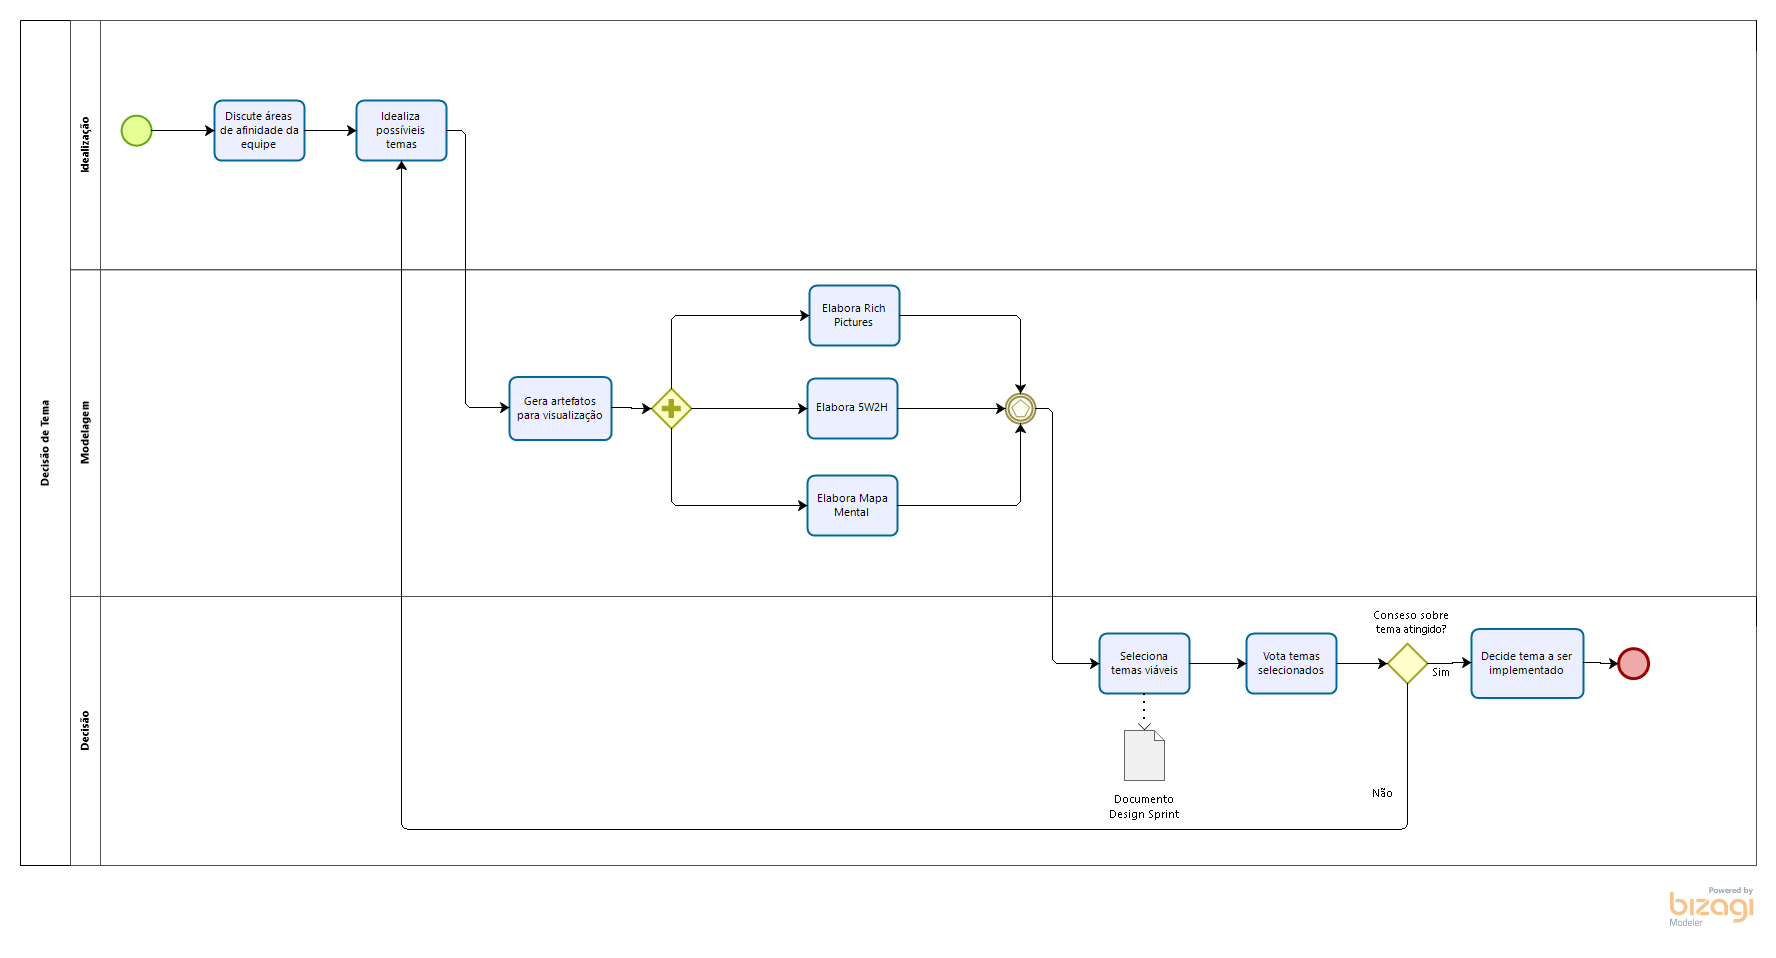 Decisão de Tema
Idealização
Discute áreas
de afinidade da
equipe
Idealiza
possívieis
temas
Modelagem
Gera artefatos
para visualização
Elabora Rich
Pictures
Elabora 5W2H
Elabora Mapa
Mental
Decisão
Seleciona
temas viáveis
Documento
Design Sprint
Vota temas
selecionados
Conseso sobre
tema atingido?
Sim
Não
Decide tema a ser
implementado
Powered by
bizagi
Modeler